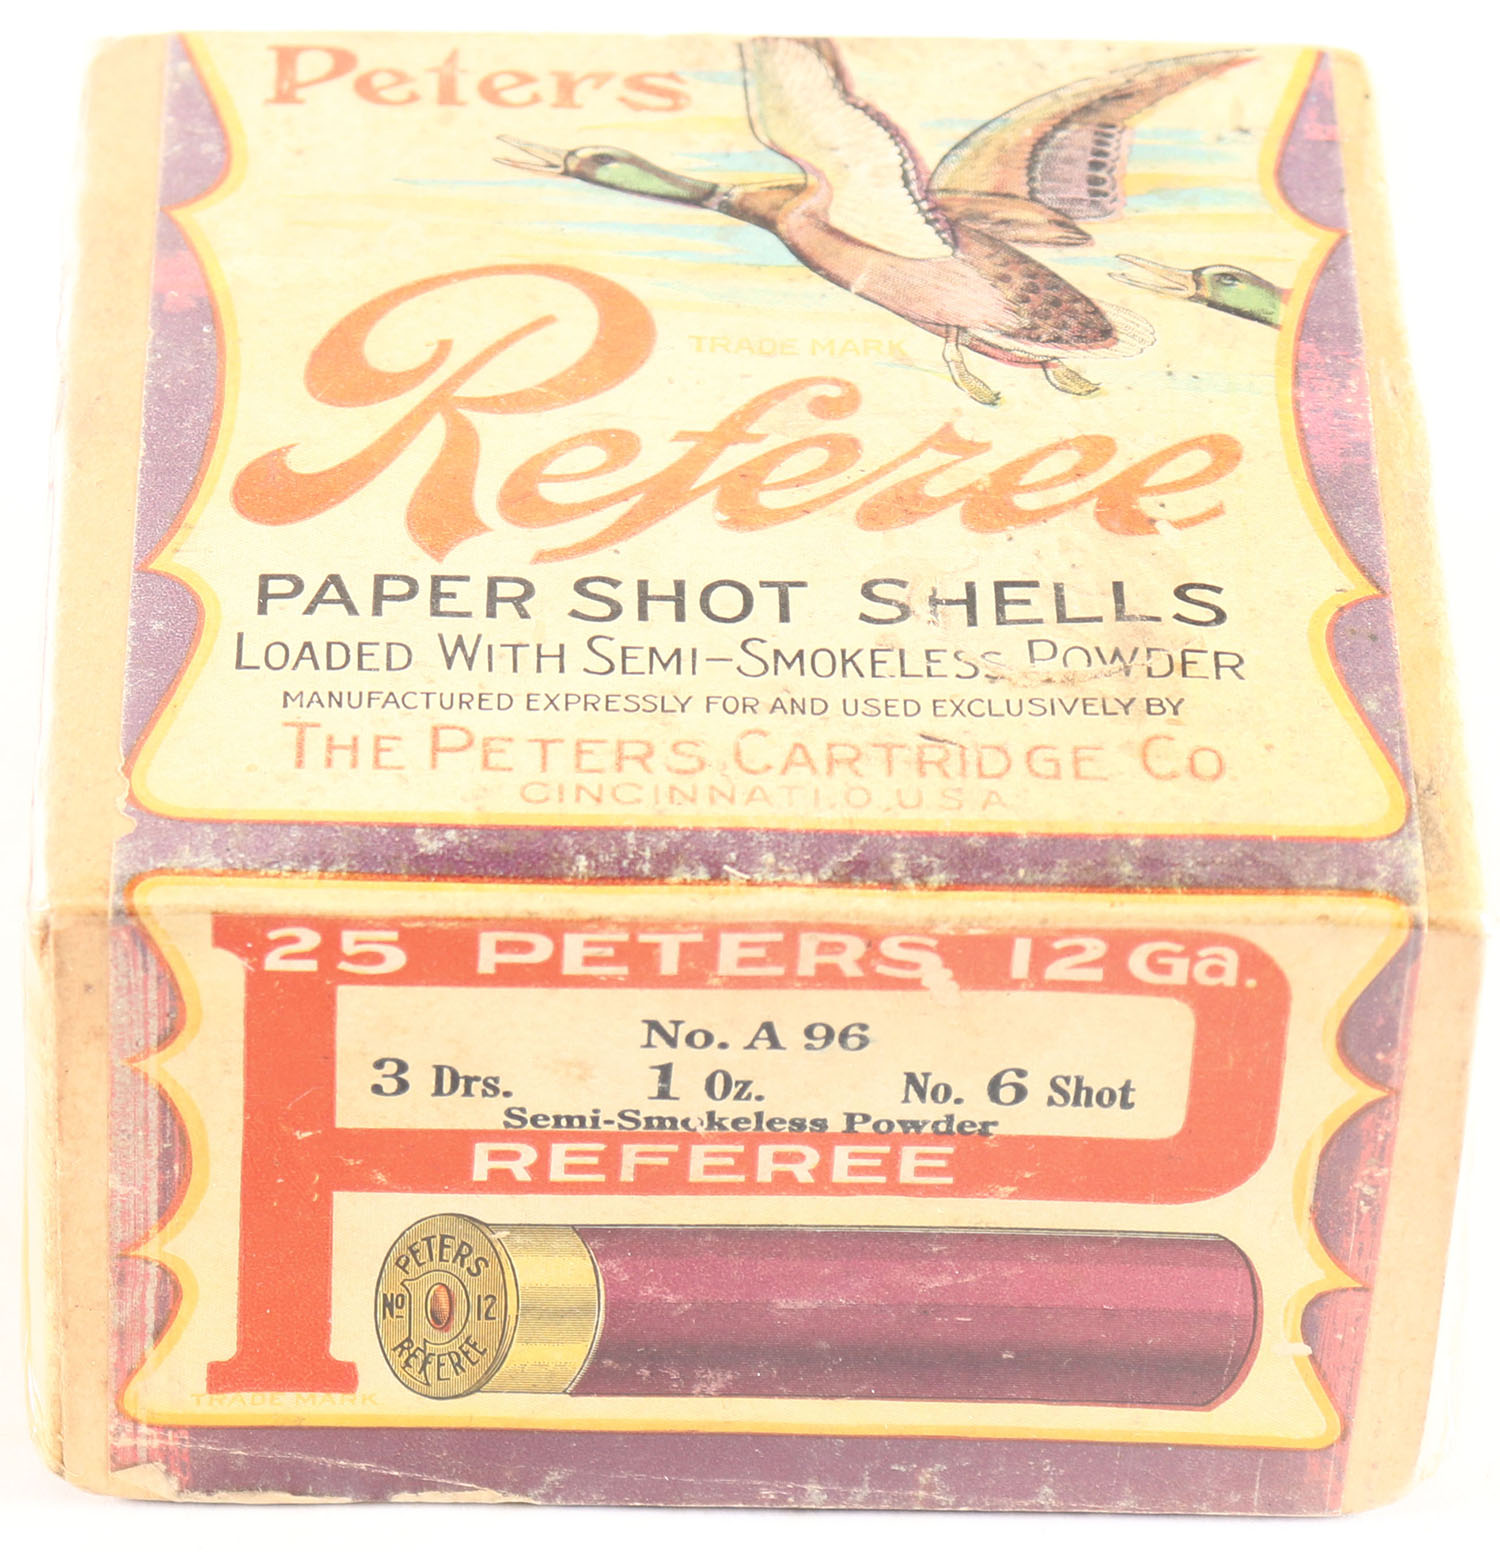 Peters
TRADE MARK
Referee
PAPER SHOT SHELLS
LOADED WITH SEMI-SMOKELESS POWDER
MANUFACTURED EXPRESSLY FOR AND USED EXCLUSIVELY BY
THE PETERS CARTRIDGE CO
CINCINNATI.O.U.S.A
25 PETERS 12 Ga.
No. A 96
3 Drs. 1 Oz. No. 6 Shot
Semi-Smokeless Powder
REFEREE
PETERS
No 12
REFEREE
TRADE MARK